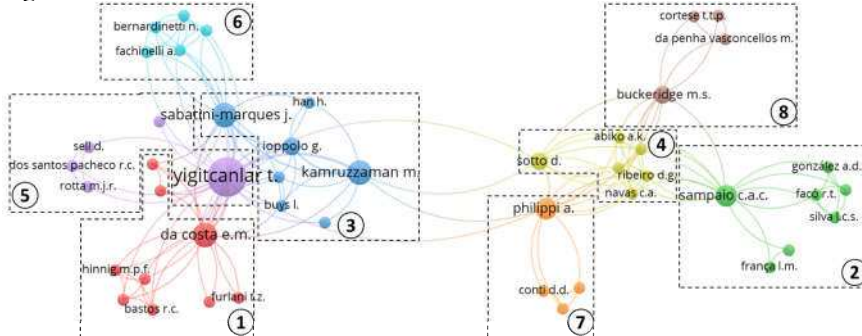 6
bernardinetti n.
fachinelli a.
sabatini-marques j.
han h.
ioppolo g.
kamruzzaman m.
sell d.
dos santos pacheco r.c.
rotta m.j.r.
5
yigitcanlar t.
buys l.
3
da costa e.m.
hinnig m.p.f.
bastos r.c.
furlani t.z.
1
cortese t.t.p.
da penha vasconcellos m.
buckeridge m.s.
8
abiko a.k.
4
sotto d.
ribeiro d.g.
navas c.a.
philippi a.
conti d.d.
7
sampaio c.a.c.
gonzález a.d.
facó r.t.
silva l.c.s.
frança l.m.
2